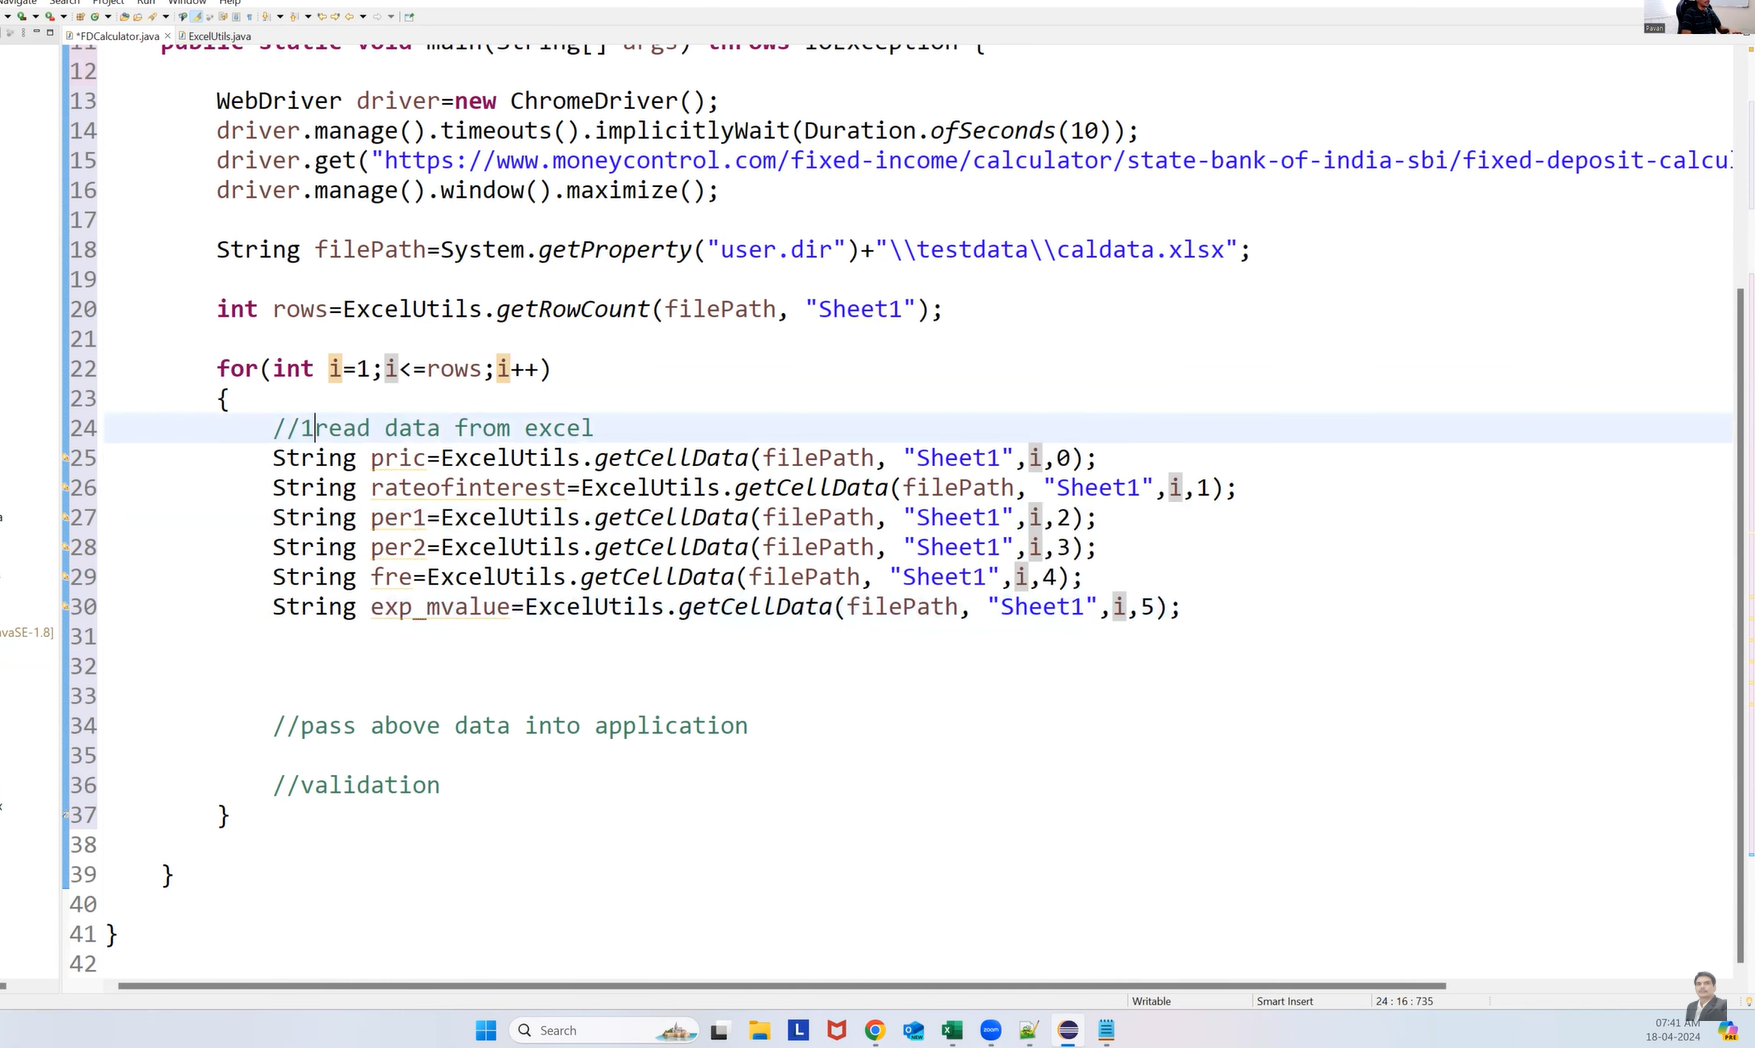 Navigate Search Project Run Window Help
Pavan
*FDCalculator.java × ExcelUtils.java
11 public static void main(String[] args) throws IOException {
12
13 WebDriver driver=new ChromeDriver();
14 driver.manage().timeouts().implicitlyWait(Duration.ofSeconds(10));
15 driver.get("https://www.moneycontrol.com/fixed-income/calculator/state-bank-of-india-sbi/fixed-deposit-calcul
16 driver.manage().window().maximize();
17
18 String filePath=System.getProperty("user.dir")+"\\testdata\\caldata.xlsx";
19
20 int rows=ExcelUtils.getRowCount(filePath, "Sheet1");
21
22 for(int i=1;i<=rows;i++)
23 {
24 //1read data from excel
25 String pric=ExcelUtils.getCellData(filePath, "Sheet1",i,0);
26 String rateofinterest=ExcelUtils.getCellData(filePath, "Sheet1",i,1);
27 String per1=ExcelUtils.getCellData(filePath, "Sheet1",i,2);
28 String per2=ExcelUtils.getCellData(filePath, "Sheet1",i,3);
29 String fre=ExcelUtils.getCellData(filePath, "Sheet1",i,4);
30 String exp_mvalue=ExcelUtils.getCellData(filePath, "Sheet1",i,5);
31
vaSE-1.8]
32
33
34 //pass above data into application
35
36 //validation
37 }
38
39 }
40
41 }
42
Writable Smart Insert 24 : 16 : 735
Search
07:41 AM
18-04-2024
PRE